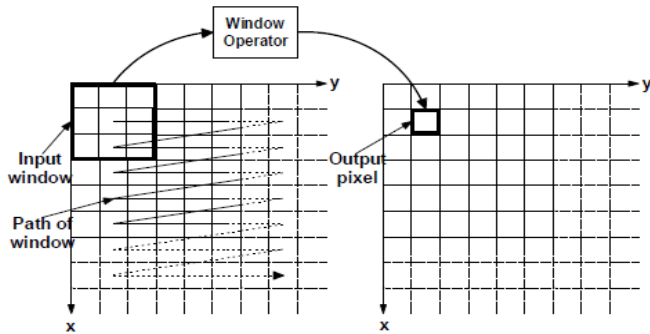 Window
Operator
y
y
Input
window
Output
pixel
Path of
window
x
x